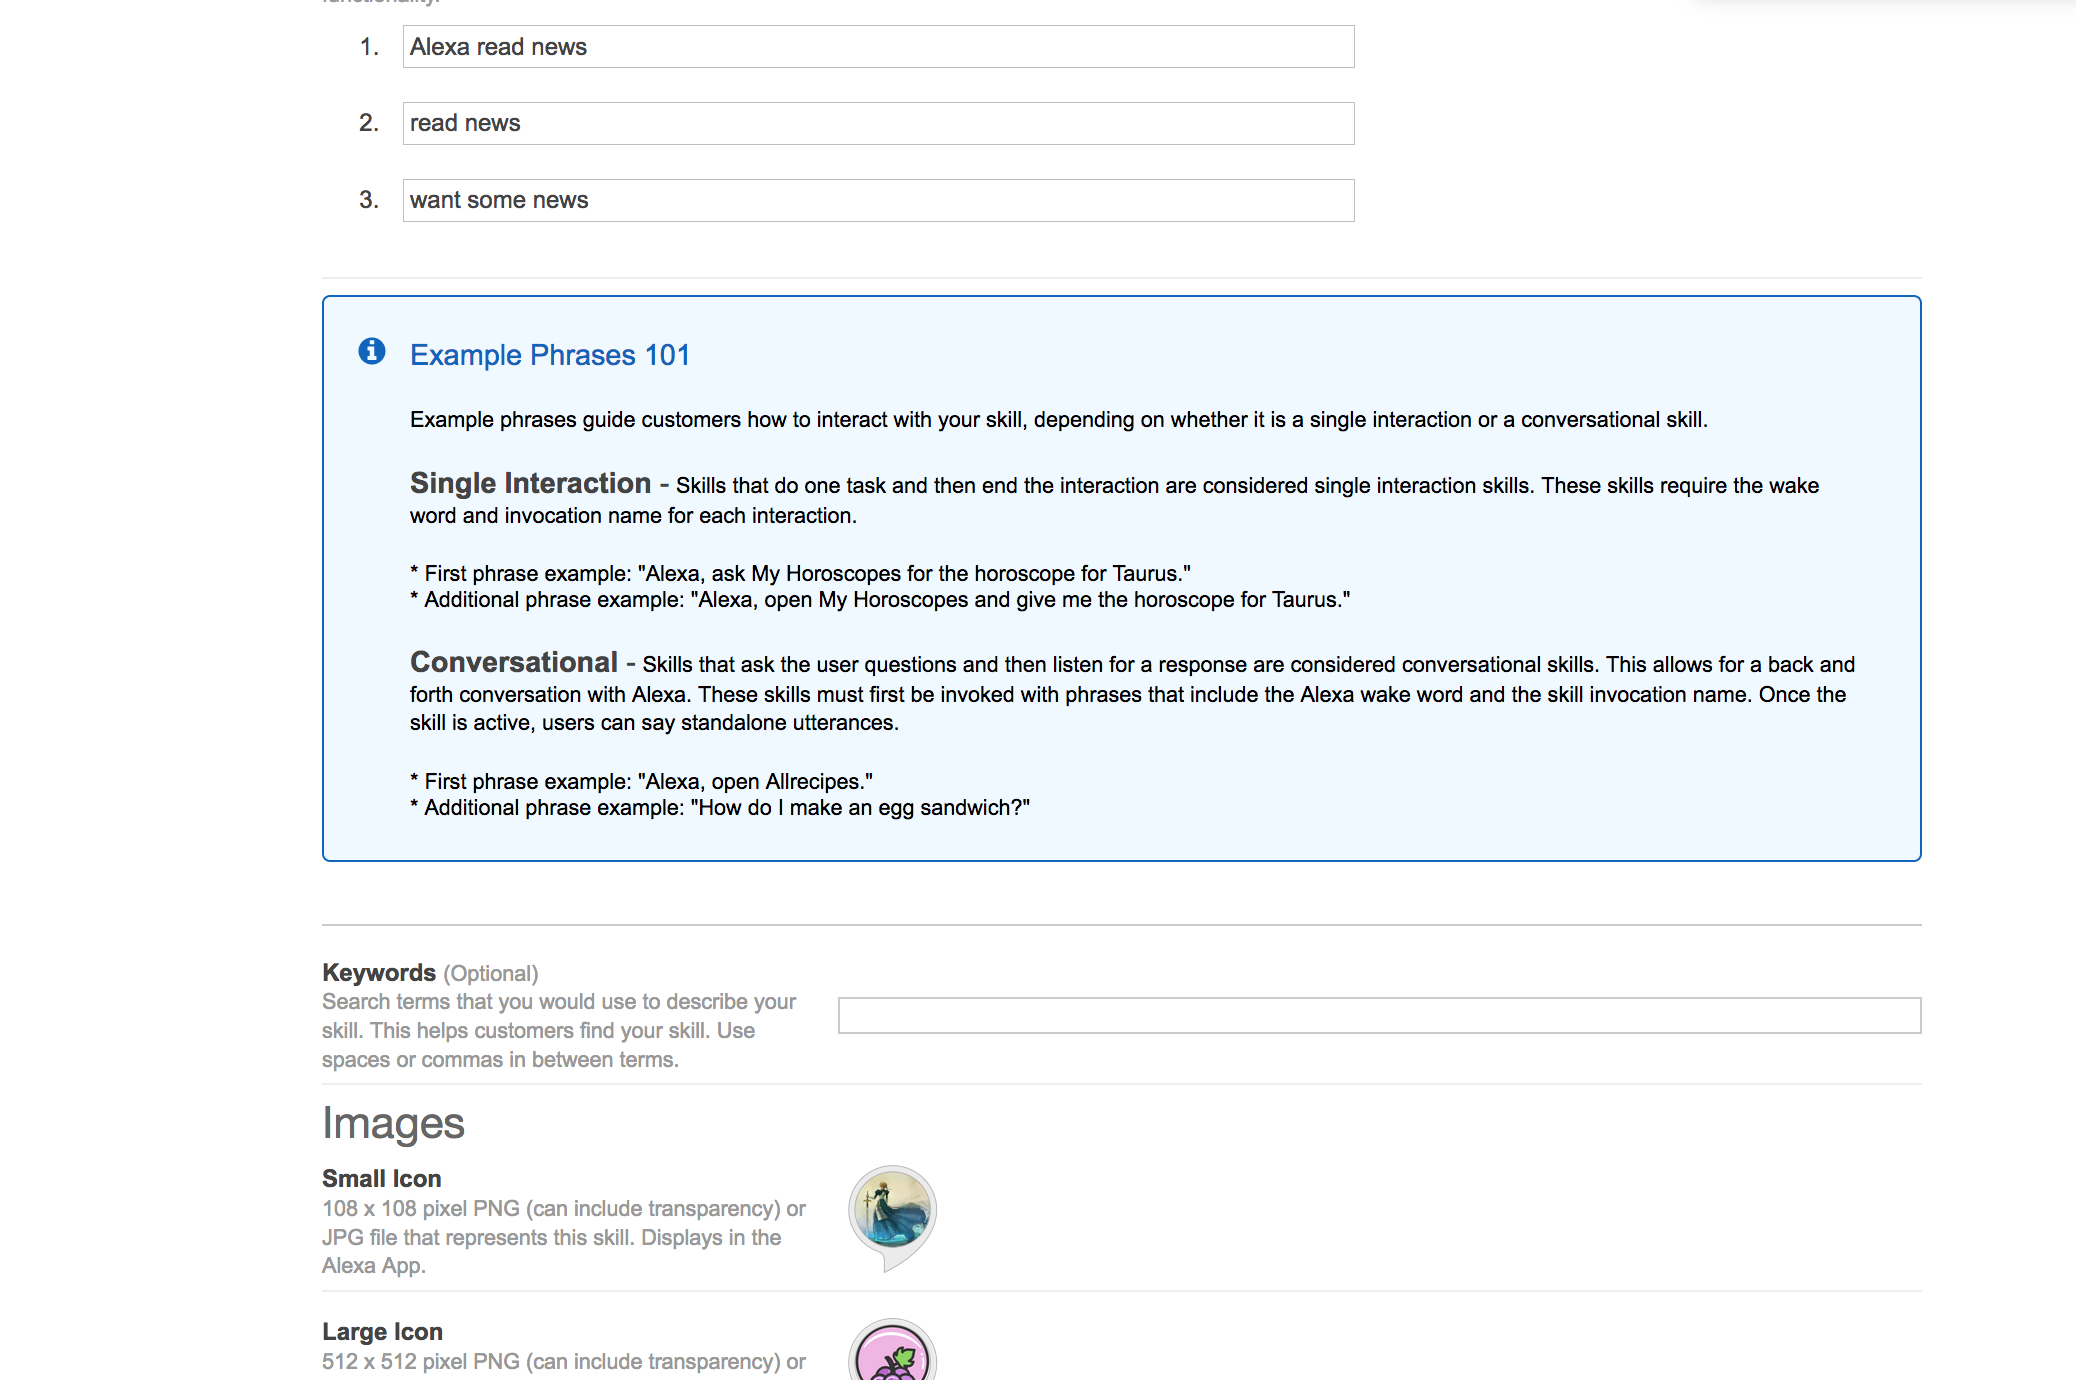 functionality.
1. Alexa read news
2. read news
3. want some news
Example Phrases 101
Example phrases guide customers how to interact with your skill, depending on whether it is a single interaction or a conversational skill.
Single Interaction - Skills that do one task and then end the interaction are considered single interaction skills. These skills require the wake
word and invocation name for each interaction.
* First phrase example: "Alexa, ask My Horoscopes for the horoscope for Taurus."
* Additional phrase example: "Alexa, open My Horoscopes and give me the horoscope for Taurus."
Conversational - Skills that ask the user questions and then listen for a response are considered conversational skills. This allows for a back and
forth conversation with Alexa. These skills must first be invoked with phrases that include the Alexa wake word and the skill invocation name. Once the
skill is active, users can say standalone utterances.
* First phrase example: "Alexa, open Allrecipes."
* Additional phrase example: "How do I make an egg sandwich?"
Keywords (Optional)
Search terms that you would use to describe your
skill. This helps customers find your skill. Use
spaces or commas in between terms.
Images
Small Icon
108 x 108 pixel PNG (can include transparency) or
JPG file that represents this skill. Displays in the
Alexa App.
Large Icon
512 x 512 pixel PNG (can include transparency) or